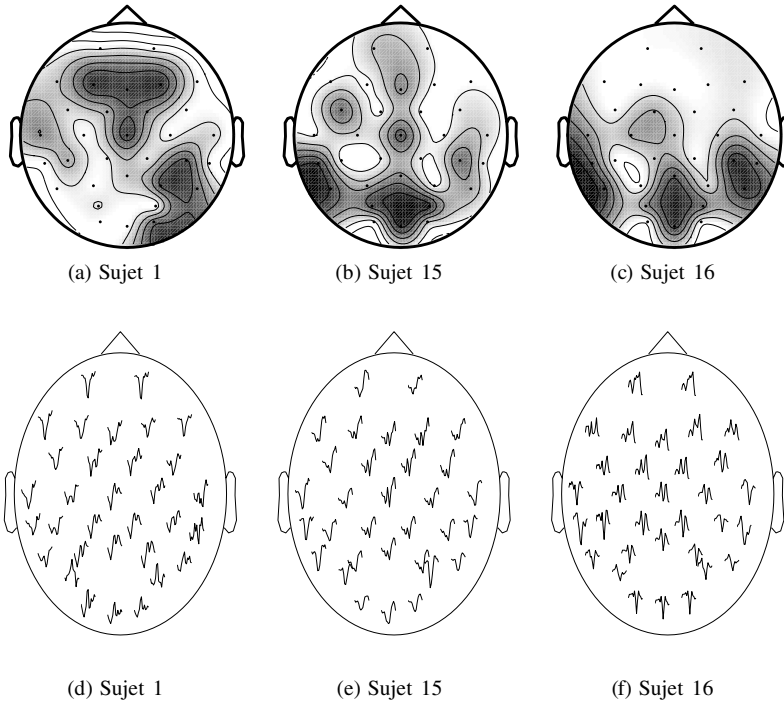 (a) Sujet 1
(b) Sujet 15
(c) Sujet 16
(d) Sujet 1
(e) Sujet 15
(f) Sujet 16